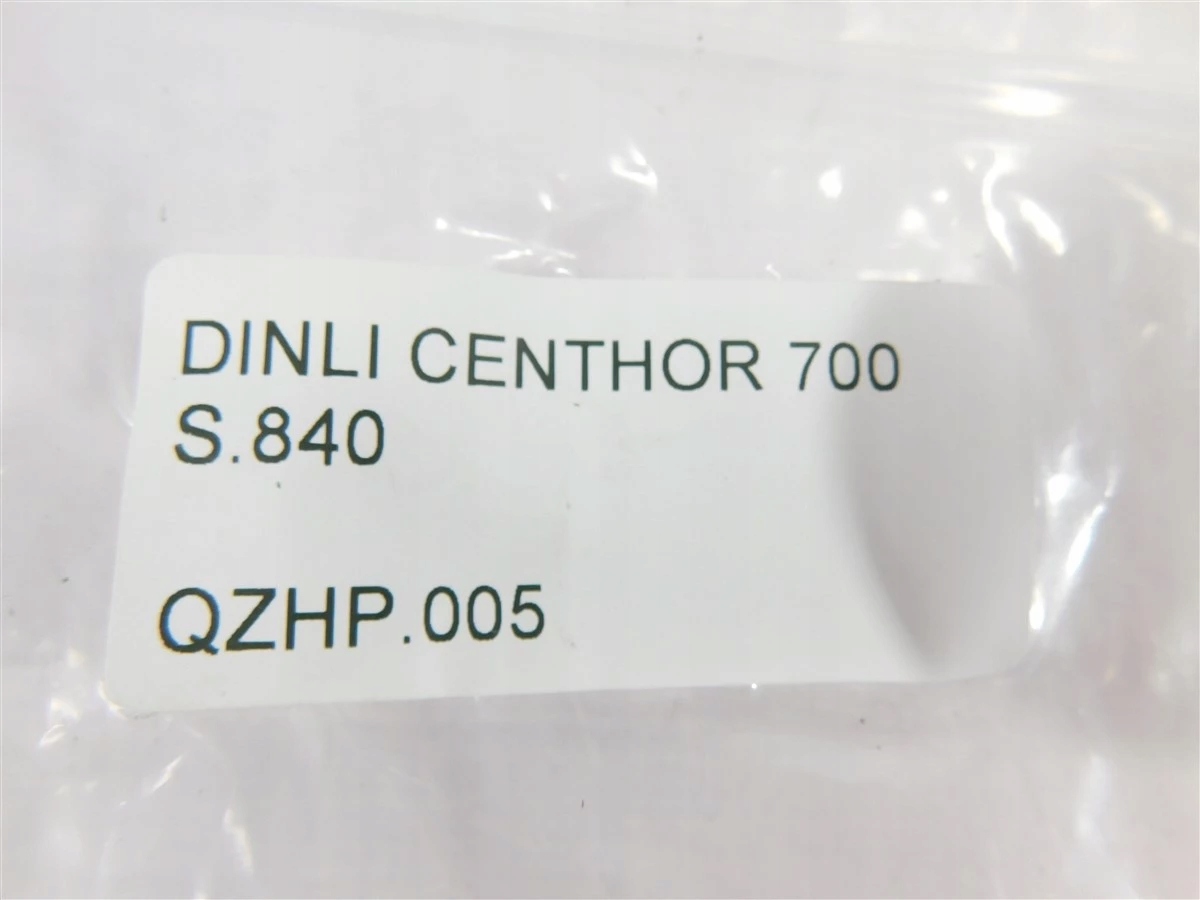 DINLI CENTHOR 700
S.840
QZHP.005